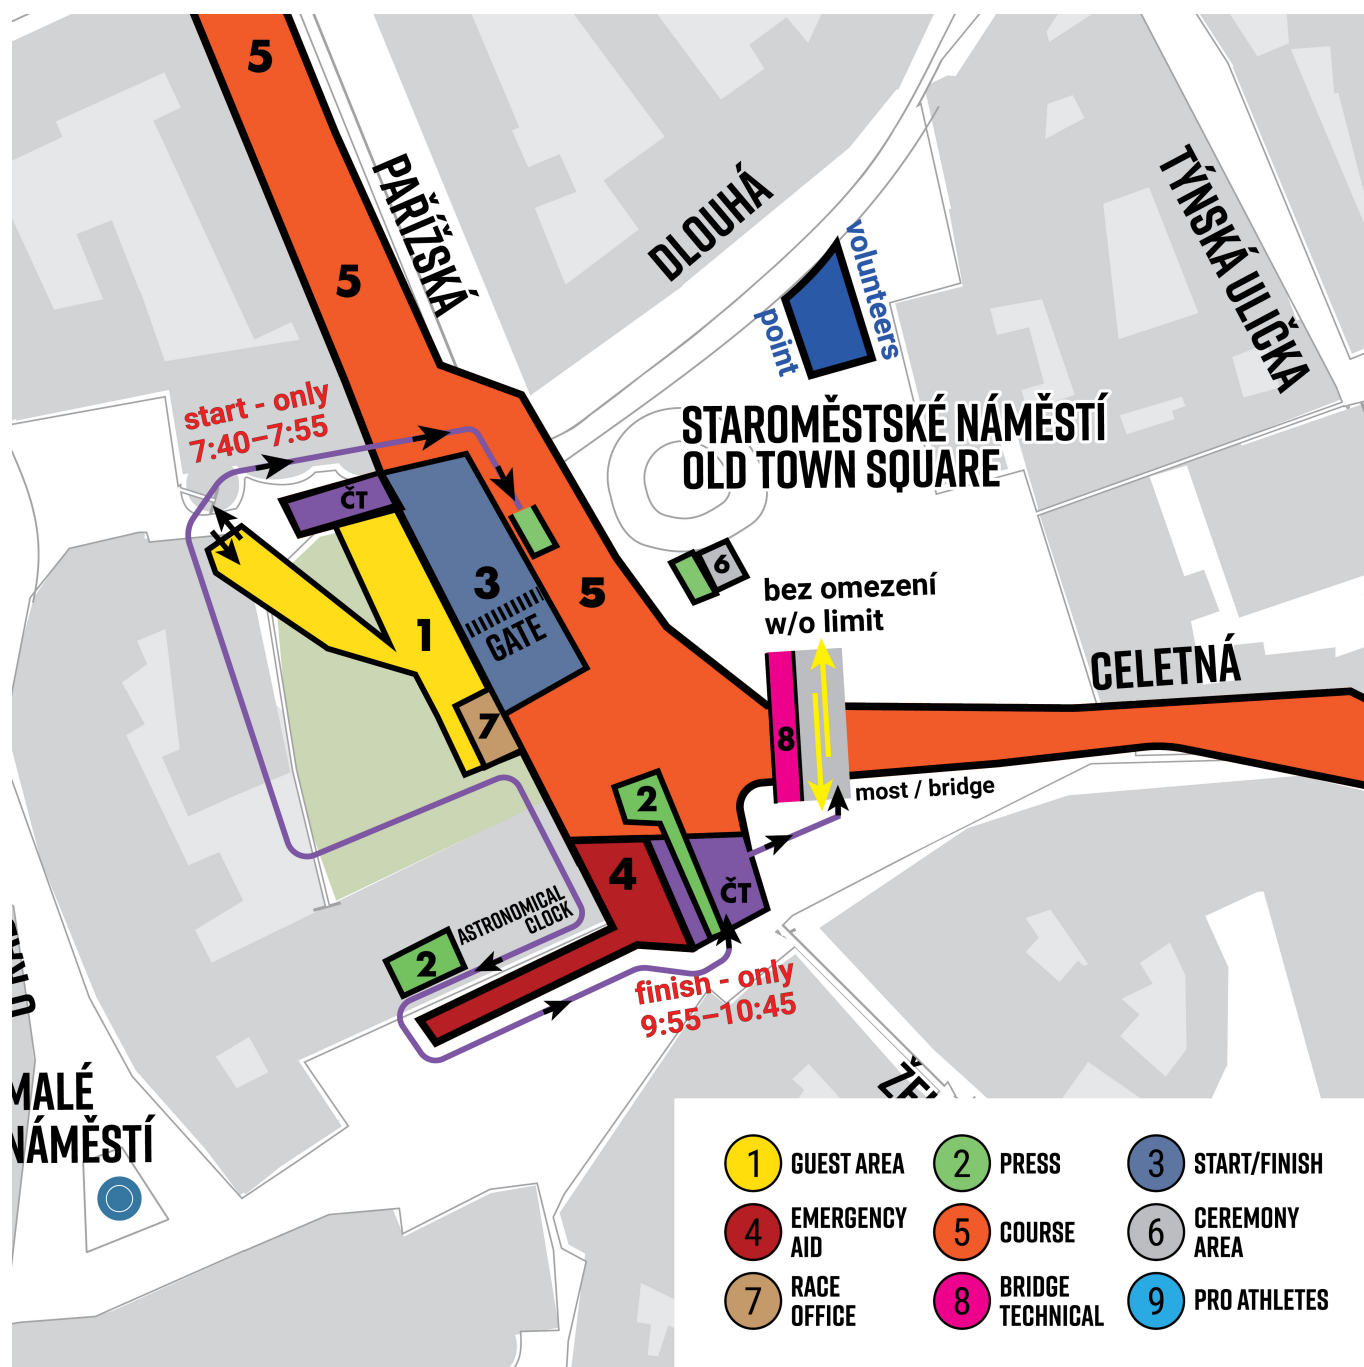 5
PAŘÍŽSKÁ
5
DLOUHÁ
TÝNSKÁ ULIČKA
volunteers
point
start - only
7:40–7:55
STAROMĚSTSKÉ NÁMĚSTÍ
OLD TOWN SQUARE
ČT
3
GATE
5
6
bez omezení
w/o limit
1
CELETNÁ
7
8
2
most / bridge
4
ČT
ASTRONOMICAL
CLOCK
2
finish - only
9:55–10:45
MALÉ
NÁMĚSTÍ
1 GUEST AREA
2 PRESS
3 START/FINISH
4 EMERGENCY
AID
5 COURSE
6 CEREMONY
AREA
7 RACE
OFFICE
8 BRIDGE
TECHNICAL
9 PRO ATHLETES